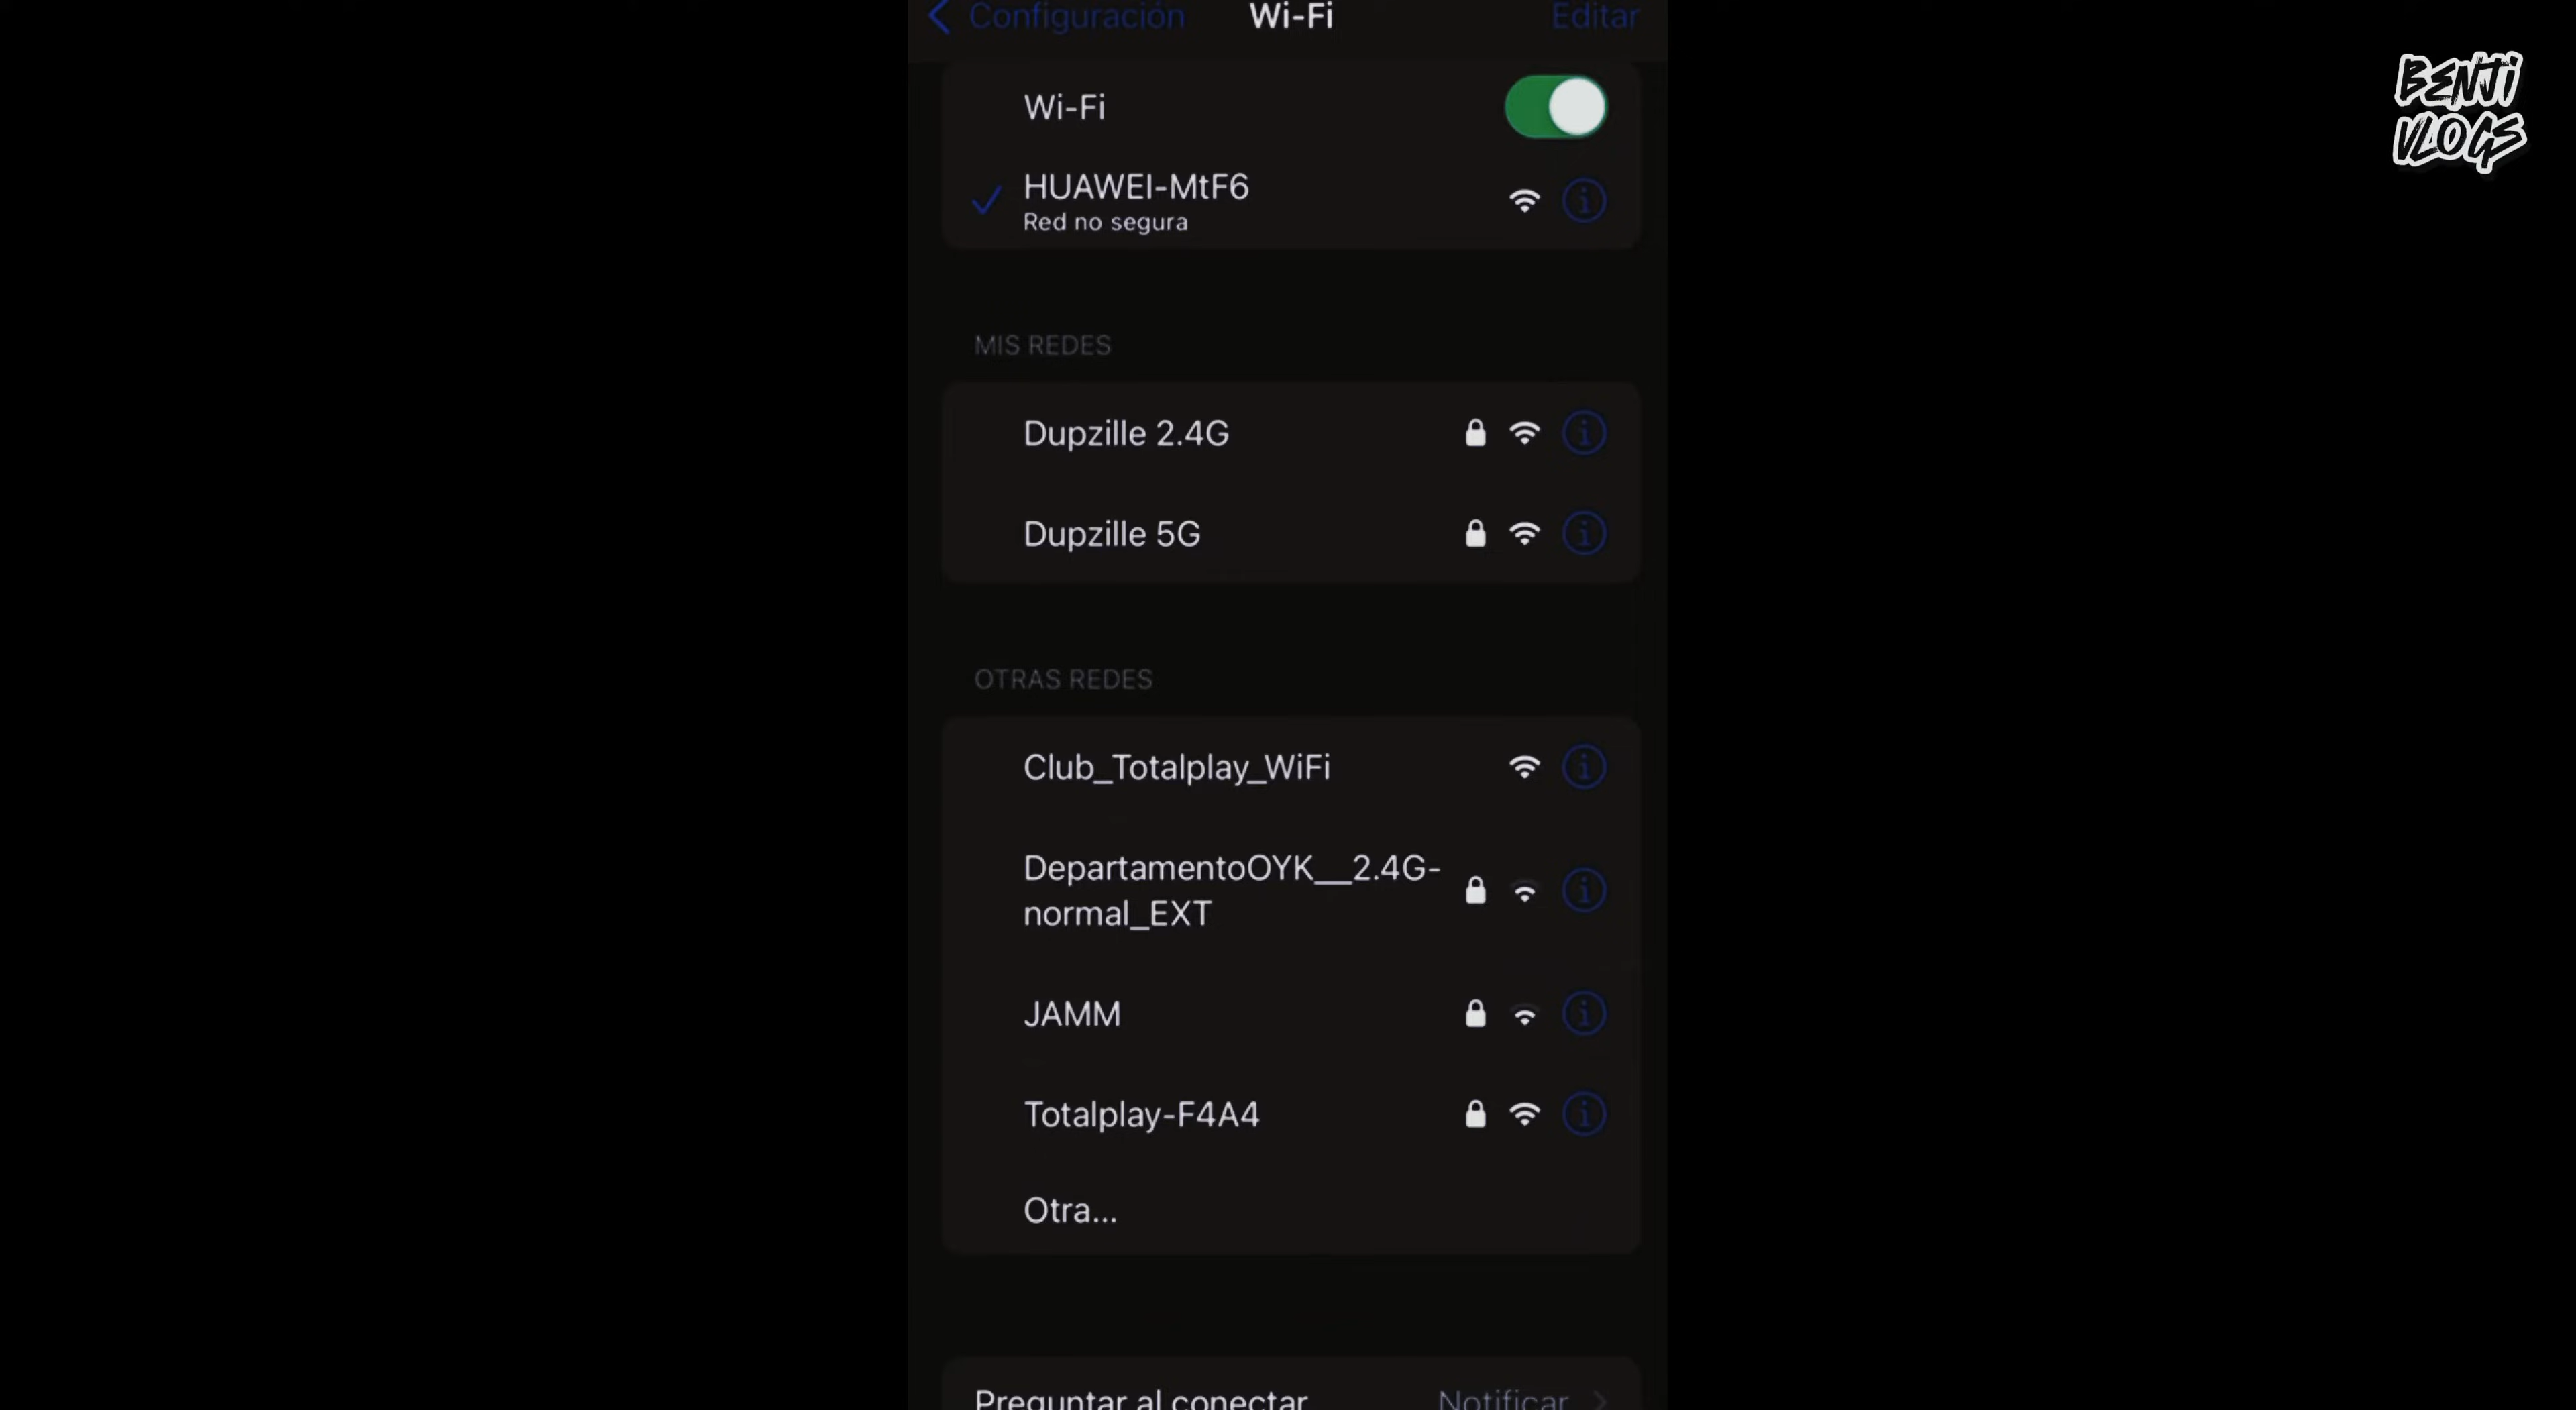 Configuración
Wi-Fi
Editar
BENJI
VLOGS
Wi-Fi
HUAWEI-MtF6
Red no segura
MIS REDES
Dupzille 2.4G
Dupzille 5G
OTRAS REDES
Club_Totalplay_WiFi
DepartamentoOYK__2.4G-
normal_EXT
JAMM
Totalplay-F4A4
Otra...
Preguntar al conectar
Notificar